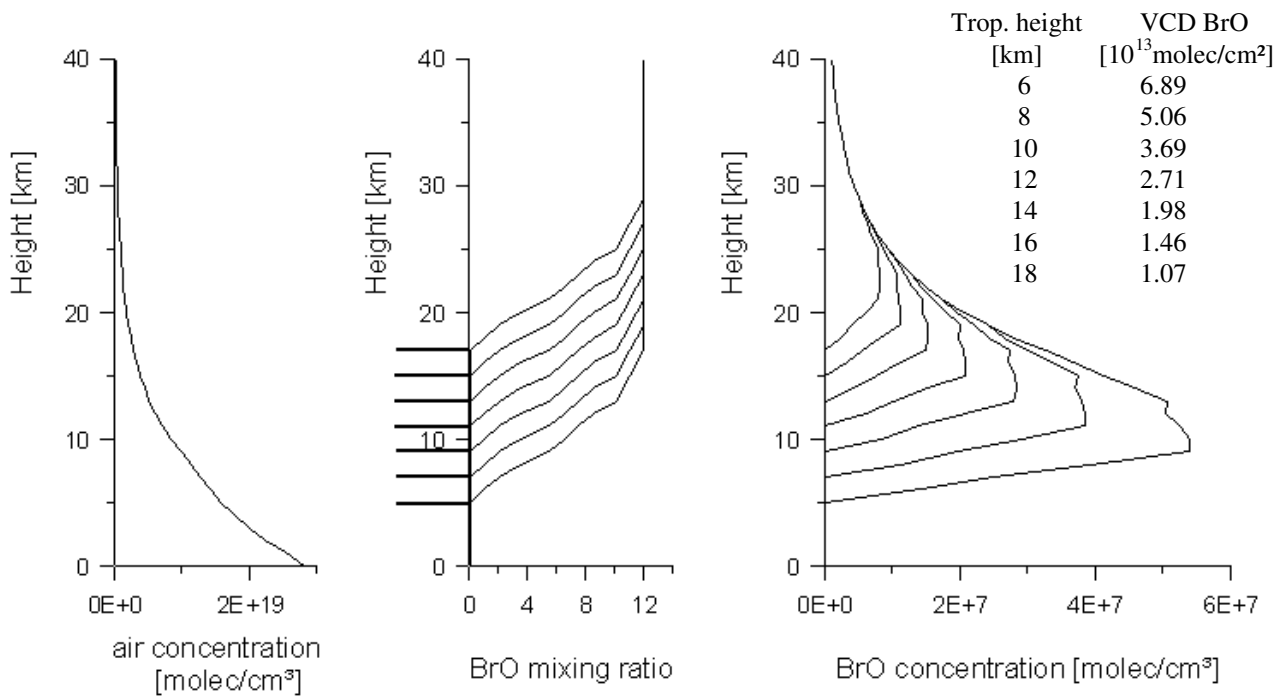 Trop. height VCD BrO
[km] [10¹³molec/cm²]
6 6.89
8 5.06
10 3.69
12 2.71
14 1.98
16 1.46
18 1.07
40
30
20
10
0
Height [km]
0E+0 2E+19
air concentration
[molec/cm³]
40
30
20
10
0
Height [km]
0 4 8 12
BrO mixing ratio
40
30
20
10
0
Height [km]
0E+0 2E+7 4E+7 6E+7
BrO concentration [molec/cm³]